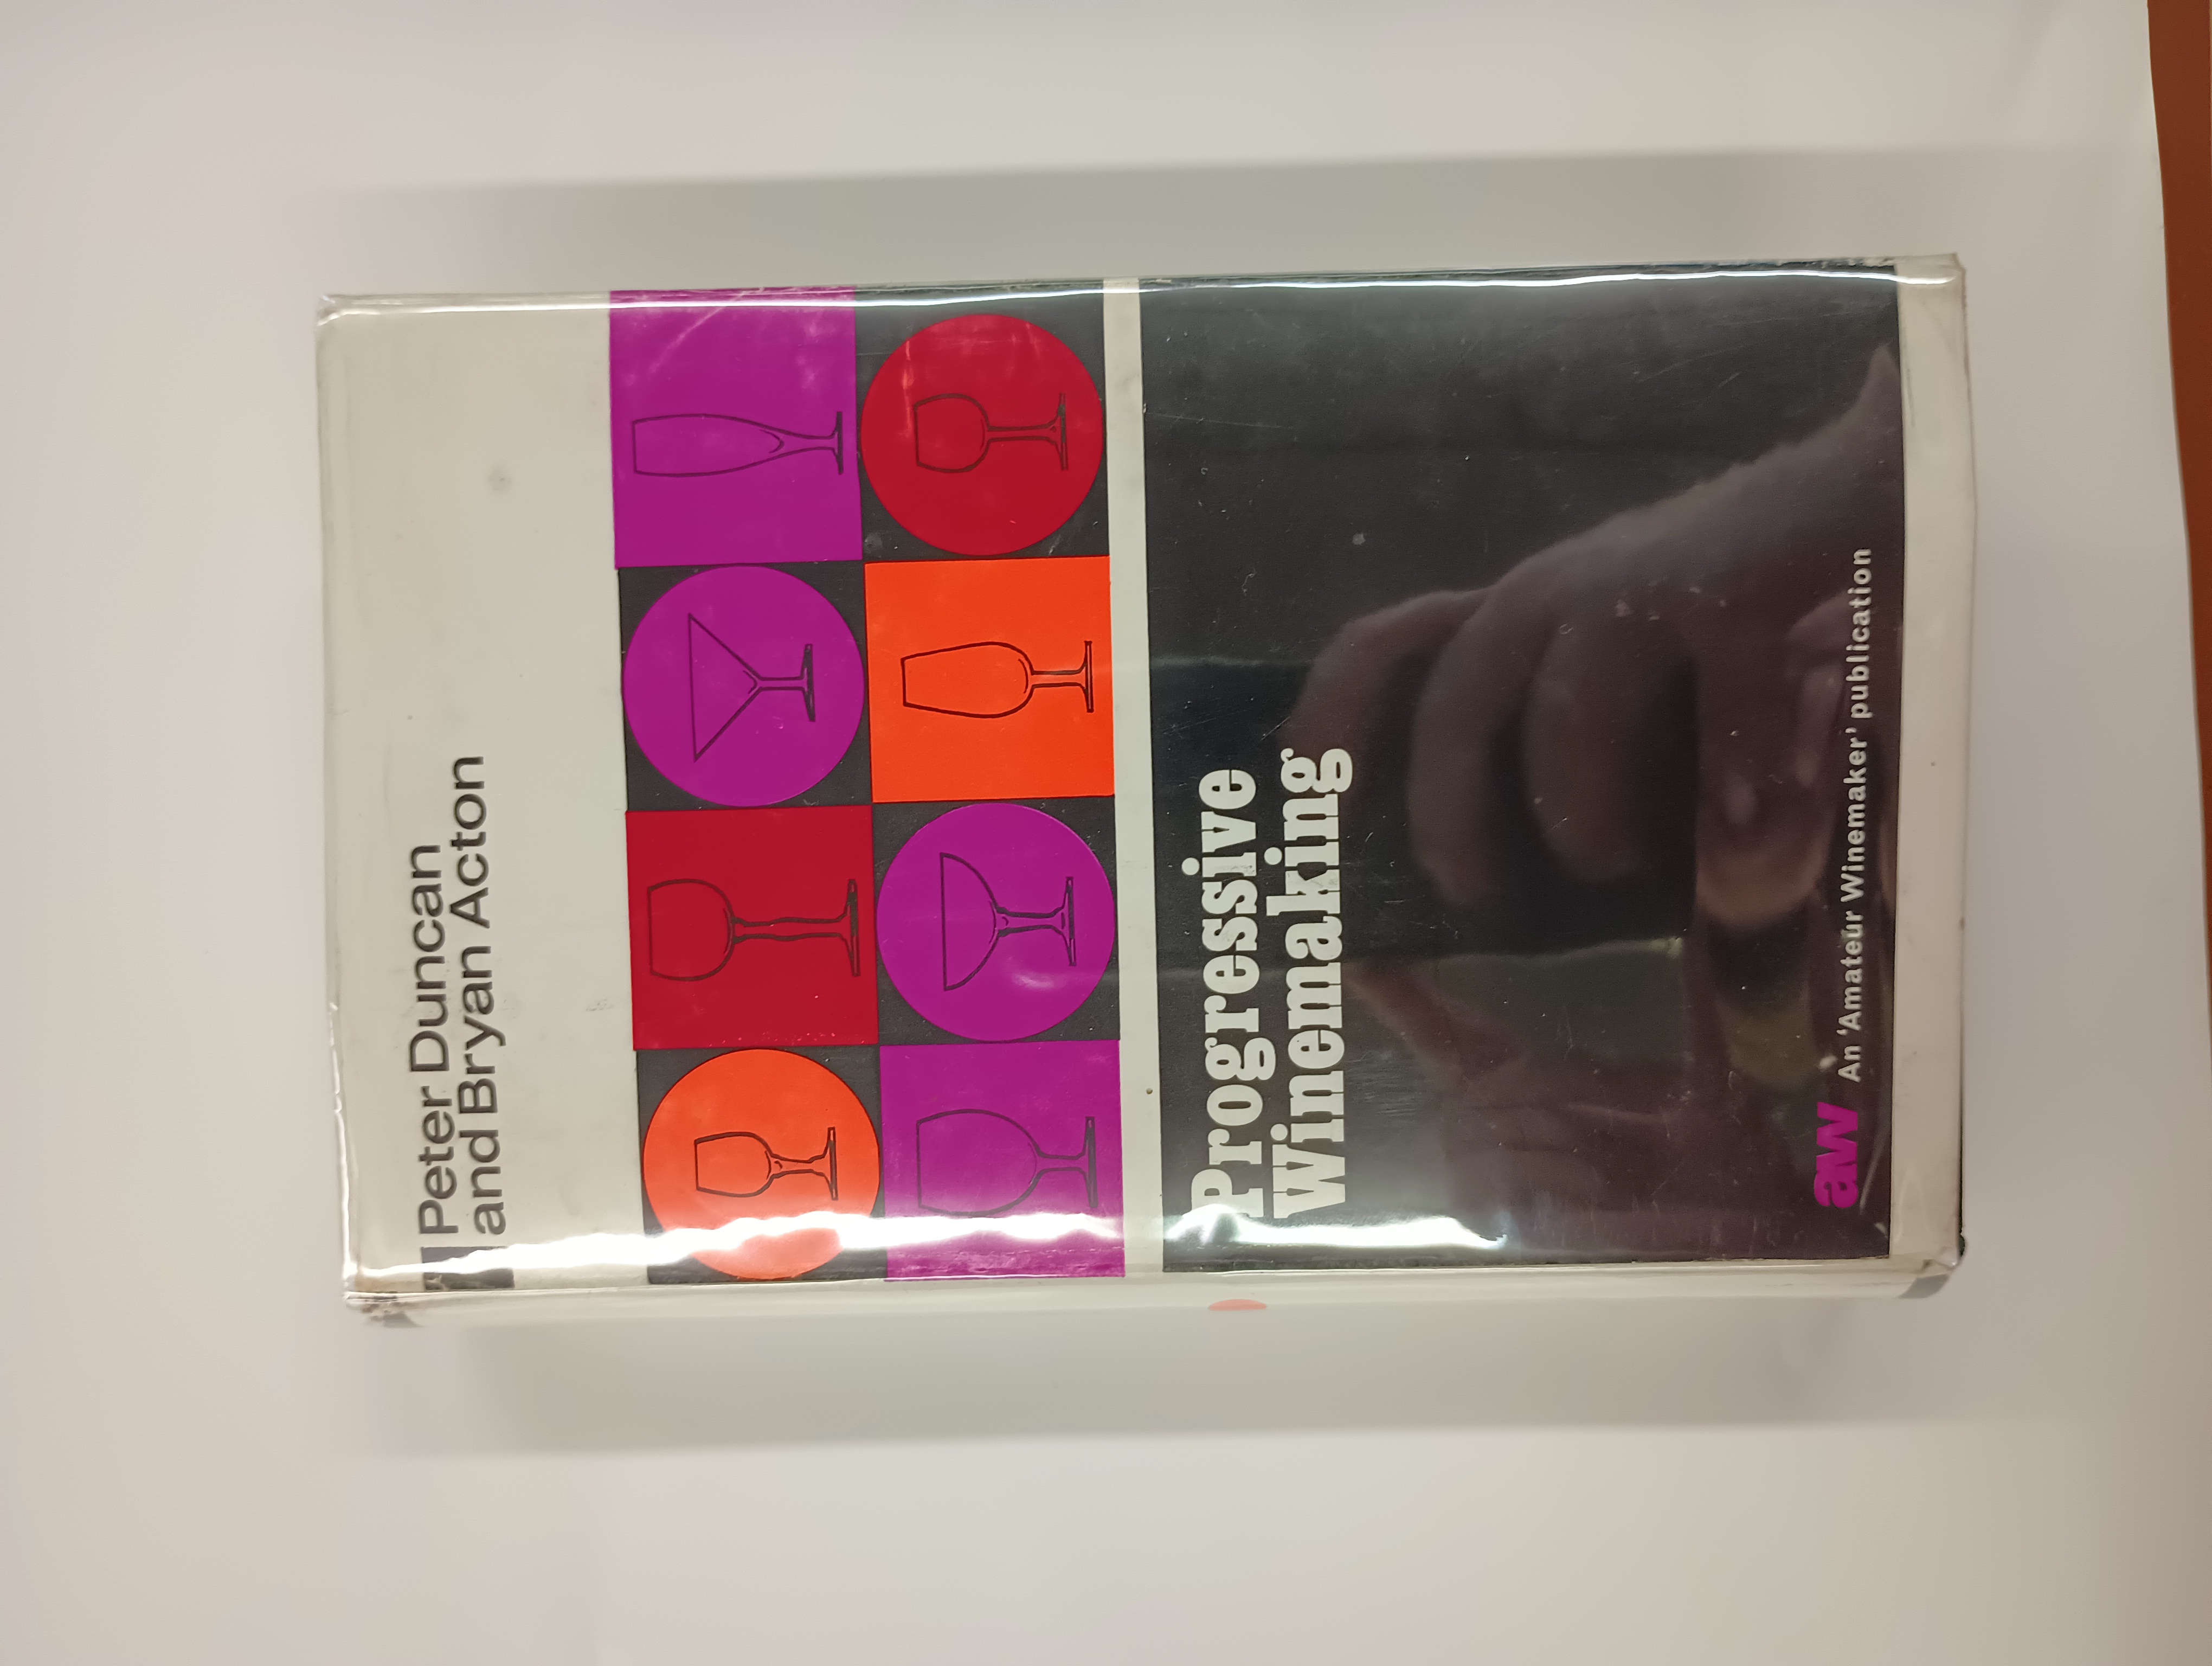 Peter Duncan
and Bryan Acton
Progressive
Winemaking
aw An 'Amateur Winemaker' publication